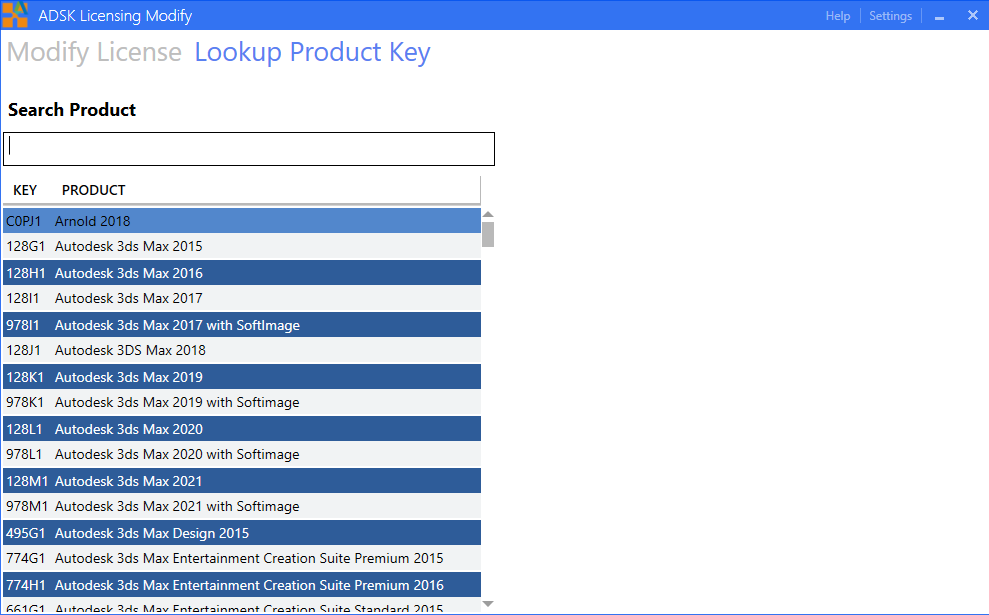 ADSK Licensing Modify Help Settings
Modify License Lookup Product Key
Search Product
KEY PRODUCT
C0PJ1 Arnold 2018
128G1 Autodesk 3ds Max 2015
128H1 Autodesk 3ds Max 2016
128I1 Autodesk 3ds Max 2017
978I1 Autodesk 3ds Max 2017 with SoftImage
128J1 Autodesk 3DS Max 2018
128K1 Autodesk 3ds Max 2019
978K1 Autodesk 3ds Max 2019 with Softimage
128L1 Autodesk 3ds Max 2020
978L1 Autodesk 3ds Max 2020 with Softimage
128M1 Autodesk 3ds Max 2021
978M1 Autodesk 3ds Max 2021 with Softimage
495G1 Autodesk 3ds Max Design 2015
774G1 Autodesk 3ds Max Entertainment Creation Suite Premium 2015
774H1 Autodesk 3ds Max Entertainment Creation Suite Premium 2016
661G1 Autodesk 3ds Max Entertainment Creation Suite Standard 2015